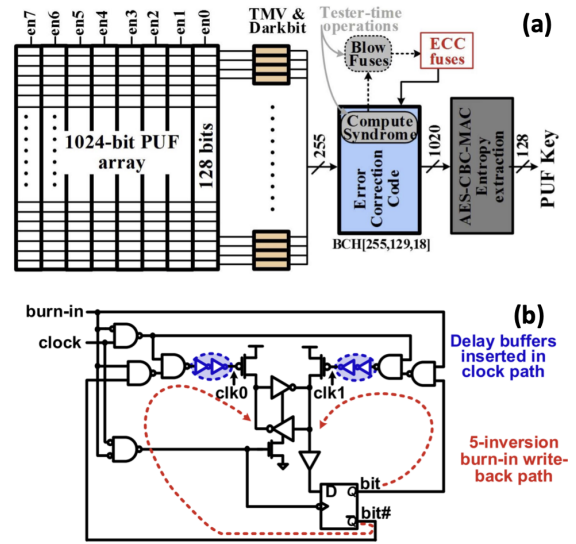 en7
en6
en5
en4
en3
en2
en1
en0
TMV &
Darkbit
Tester-time
operations
(a)
Blow
Fuses
ECC
fuses
1024-bit PUF
array
128 bits
255
Compute
Syndrome
Error
Correction
Code
BCH[255,129,18]
1020
AES-CBC-MAC
Entropy
extraction
128
PUF Key
(b)
burn-in
clock
clk0
clk1
Delay buffers
inserted in
clock path
5-inversion
burn-in write-
back path
D
Q
bit
Q
bit#